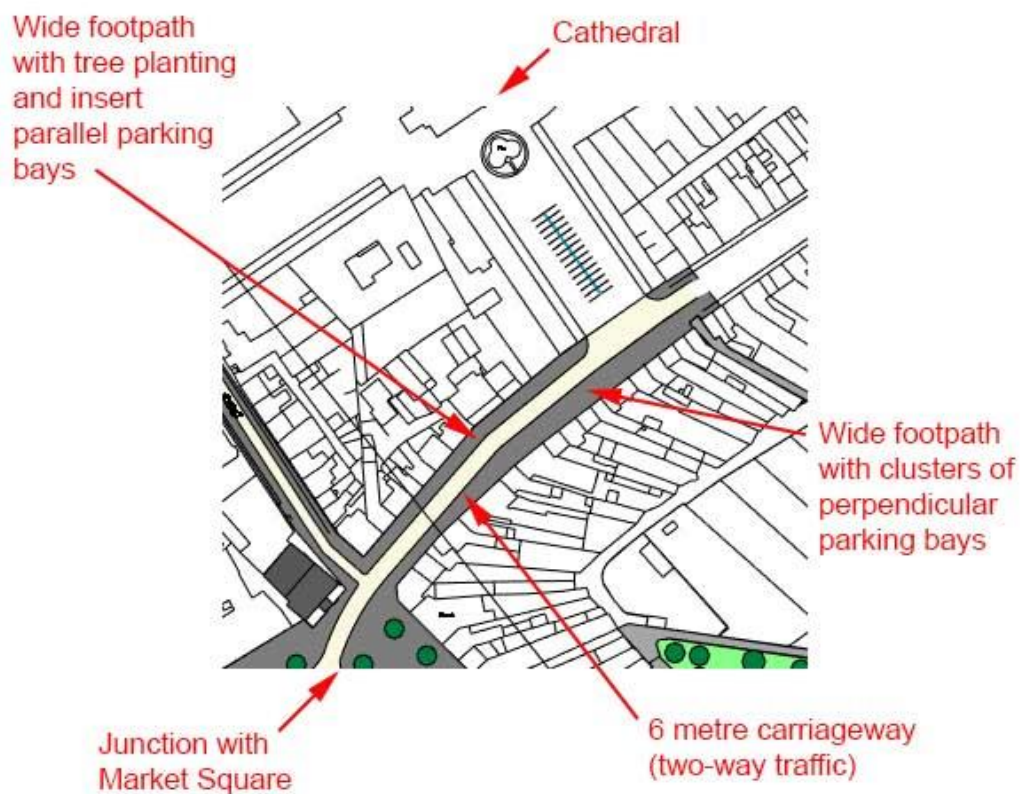 Wide footpath
with tree planting
and insert
parallel parking
bays
Cathedral
Wide footpath
with clusters of
perpendicular
parking bays
6 metre carriageway
(two-way traffic)
Junction with
Market Square